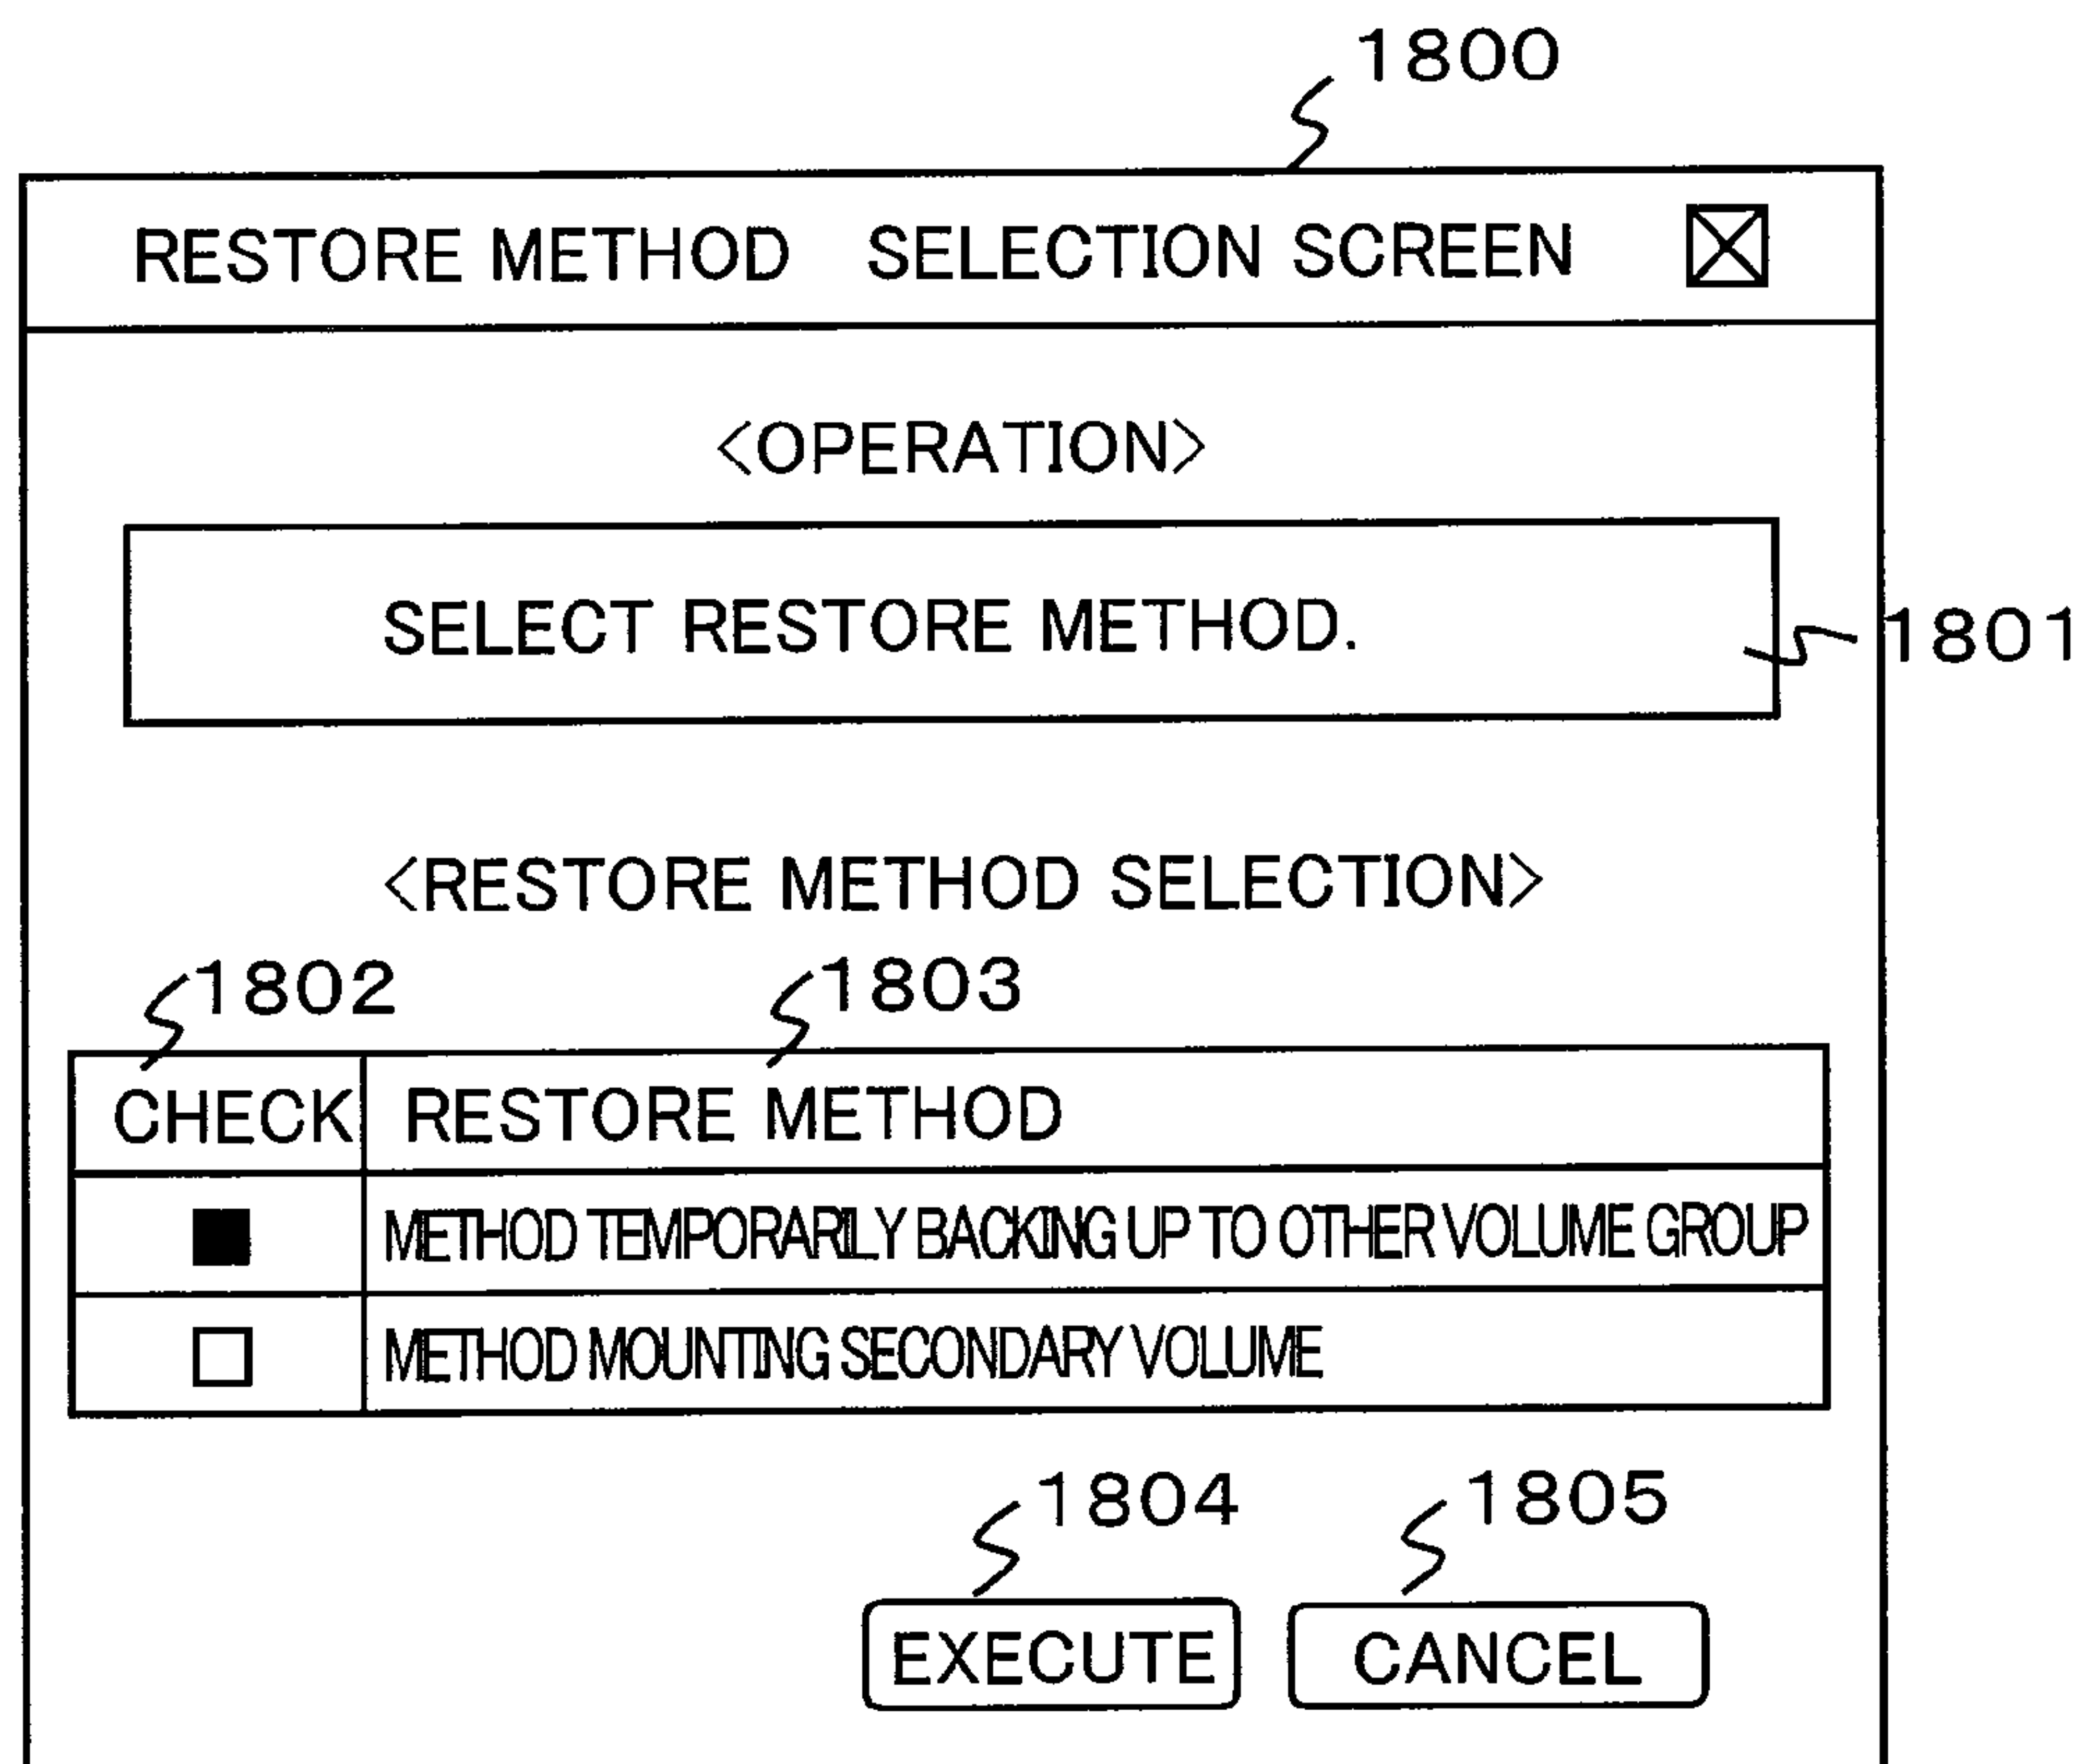 1800
RESTORE METHOD SELECTION SCREEN
<OPERATION>
SELECT RESTORE METHOD.
1801
<RESTORE METHOD SELECTION>
1802 1803
CHECK RESTORE METHOD
METHOD TEMPORARILY BACKING UP TO OTHER VOLUME GROUP
METHOD MOUNTING SECONDARY VOLUME
1804 1805
EXECUTE CANCEL